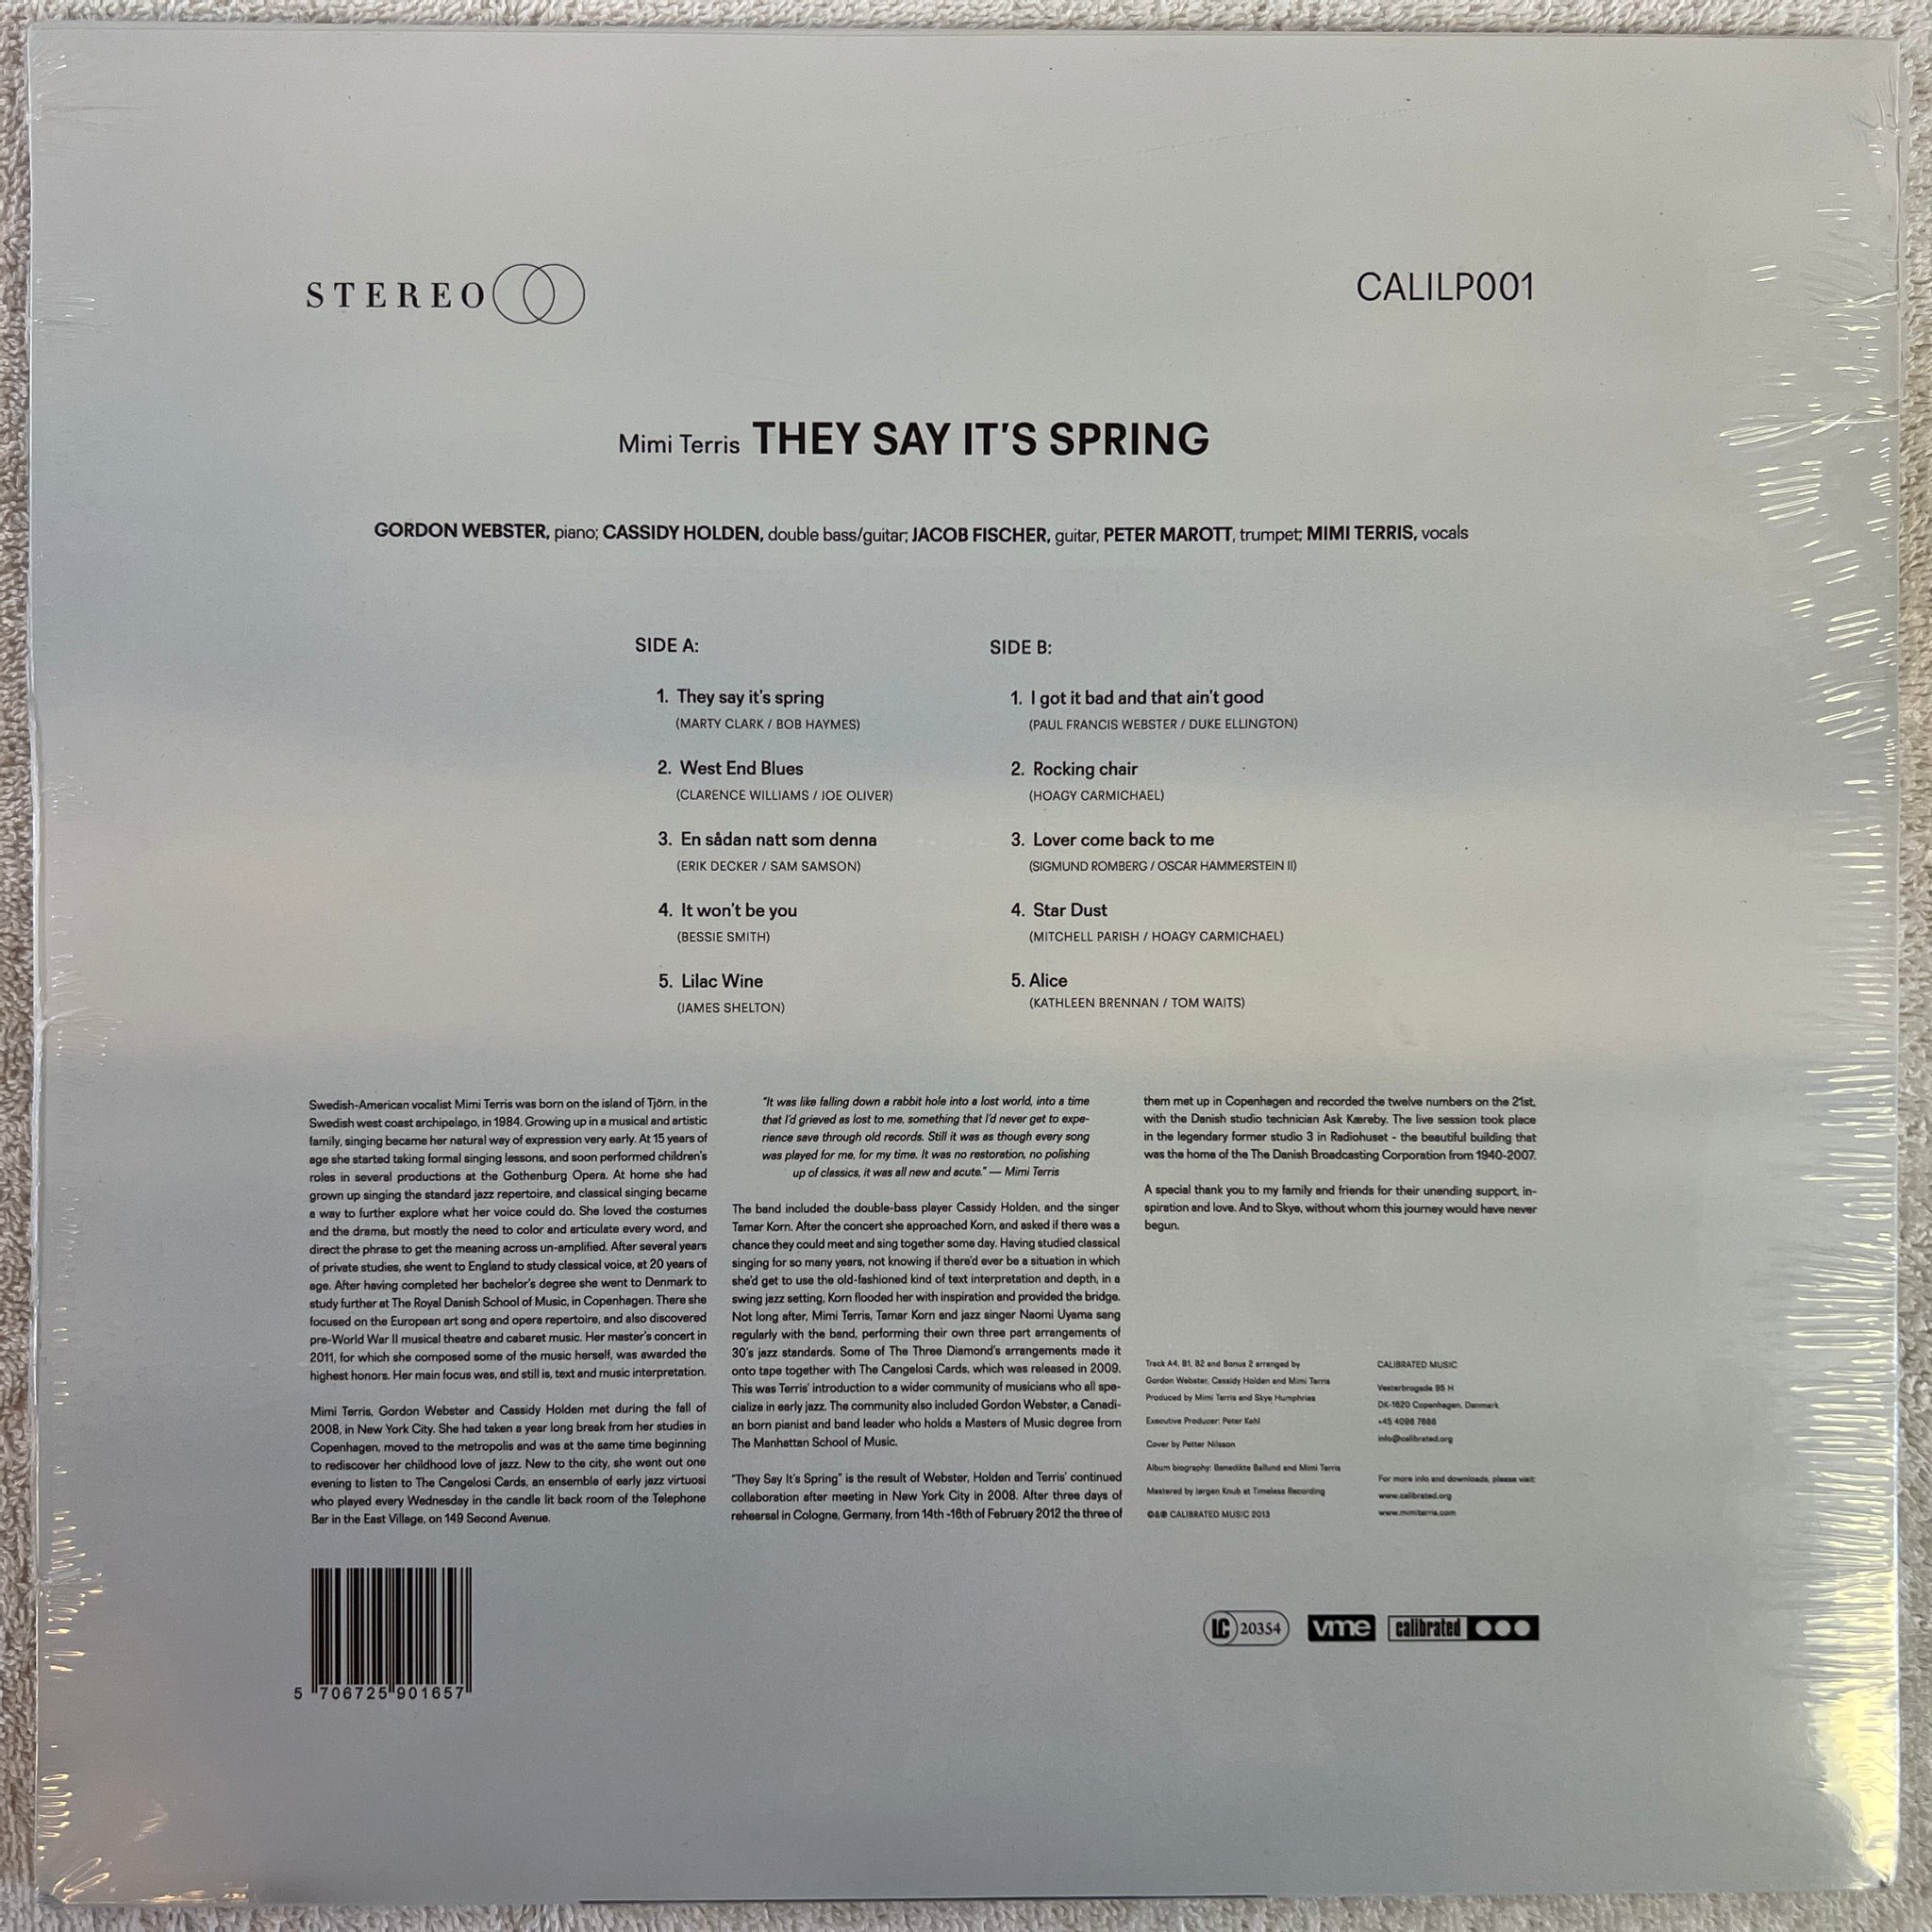 STEREO
CALILP001
Mimi Terris THEY SAY IT'S SPRING
GORDON WEBSTER, piano; CASSIDY HOLDEN, double bass/guitar; JACOB FISCHER, guitar, PETER MAROTT, trumpet; MIMI TERRIS, vocals
SIDE A:
1. They say it's spring
(MARTY CLARK / BOB HAYMES)
2. West End Blues
(CLARENCE WILLIAMS / JOE OLIVER)
3. En sådan natt som denna
(ERIK DECKER / SAM SAMSON)
4. It won't be you
(BESSIE SMITH)
5. Lilac Wine
(JAMES SHELTON)
SIDE B:
1. I got it bad and that ain't good
(PAUL FRANCIS WEBSTER / DUKE ELLINGTON)
2. Rocking chair
(HOAGY CARMICHAEL)
3. Lover come back to me
(SIGMUND ROMBERG / OSCAR HAMMERSTEIN II)
4. Star Dust
(MITCHELL PARISH / HOAGY CARMICHAEL)
5. Alice
(KATHLEEN BRENNAN / TOM WAITS)
Swedish-American vocalist Mimi Terris was born on the island of Tjörn, in the
Swedish west coast archipelago, in 1984. Growing up in a musical and artistic
family, singing became her natural way of expression very early. At 15 years of
age she started taking formal singing lessons, and soon performed children's
roles in several productions at the Gothenburg Opera. At home she had
grown up singing the standard jazz repertoire, and classical singing became
a way to further explore what her voice could do. She loved the costumes
and the drama, but mostly the need to color and articulate every word, and
direct the phrase to get the meaning across un-amplified. After several years
of private studies, she went to England to study classical voice, at 20 years of
age. After having completed her bachelor's degree she went to Denmark to
study further at The Royal Danish School of Music, in Copenhagen. There she
focused on the European art song and opera repertoire, and also discovered
pre-World War II musical theatre and cabaret music. Her master's concert in
2011, for which she composed some of the music herself, was awarded the
highest honors. Her main focus was, and still is, text and music interpretation.
Mimi Terris, Gordon Webster and Cassidy Holden met during the fall of
2008, in New York City. She had taken a year long break from her studies in
Copenhagen, moved to the metropolis and was at the same time beginning
to rediscover her childhood love of jazz. New to the city, she went out one
evening to listen to The Cangelosi Cards, an ensemble of early jazz virtuosi
who played every Wednesday in the candle lit back room of the Telephone
Bar in the East Village, on 149 Second Avenue.
"It was like falling down a rabbit hole into a lost world, into a time
that I'd grieved as lost to me, something that I'd never get to expe-
rience save through old records. Still it was as though every song
was played for me, for my time. It was no restoration, no polishing
up of classics, it was all new and acute." — Mimi Terris
The band included the double-bass player Cassidy Holden, and the singer
Tamar Korn. After the concert she approached Korn, and asked if there was a
chance they could meet and sing together some day. Having studied classical
singing for so many years, not knowing if there'd ever be a situation in which
she'd get to use the old-fashioned kind of text interpretation and depth, in a
swing jazz setting, Korn flooded her with inspiration and provided the bridge.
Not long after, Mimi Terris, Tamar Korn and jazz singer Naomi Uyama sang
regularly with the band, performing their own three part arrangements of
30's jazz standards. Some of The Three Diamond's arrangements made it
onto tape together with The Cangelosi Cards, which was released in 2009.
This was Terris' introduction to a wider community of musicians who all spe-
cialize in early jazz. The community also included Gordon Webster, a Canadi-
an born pianist and band leader who holds a Masters of Music degree from
The Manhattan School of Music.
"They Say It's Spring" is the result of Webster, Holden and Terris' continued
collaboration after meeting in New York City in 2008. After three days of
rehearsal in Cologne, Germany, from 14th -16th of February 2012 the three of
them met up in Copenhagen and recorded the twelve numbers on the 21st,
with the Danish studio technician Ask Kæreby. The live session took place
in the legendary former studio 3 in Radiohuset - the beautiful building that
was the home of the The Danish Broadcasting Corporation from 1940-2007.
A special thank you to my family and friends for their unending support, in-
spiration and love. And to Skye, without whom this journey would have never
begun.
Track A4, B1, B2 and Bonus 2 arranged by
Gordon Webster, Cassidy Holden and Mimi Terris
Produced by Mimi Terris and Skye Humphries
Executive Producer: Peter Kehl
Cover by Petter Nilsson
Album biography: Benedikte Ballund and Mimi Terris
Mastered by Jørgen Knub at Timeless Recording
©&℗ CALIBRATED MUSIC 2013
CALIBRATED MUSIC
Vesterbrogade 95 H
DK-1620 Copenhagen, Denmark
+45 4096 7888
info@calibrated.org
For more info and downloads, please visit:
www.calibrated.org
www.mimiterris.com
5 706725 901657
LC 20354
vme
calibrated